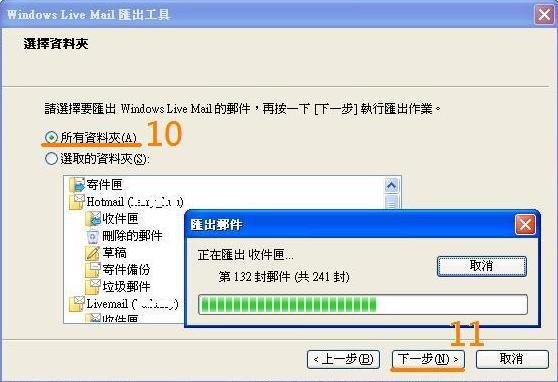 Windows Live Mail 匯出工具
選擇資料夾
請選擇要匯出 Windows Live Mail 的郵件，再按一下 [下一步] 執行匯出作業。
所有資料夾(A) 10
選取的資料夾(S):
寄件匣
Hotmail (
收件匣
刪除的郵件
草稿
寄件備份
垃圾郵件
Livemail (
收件匣
匯出郵件
正在匯出 收件匣...
第 132 封郵件 (共 241 封)
取消
11
< 上一步(B) 下一步(N) > 取消